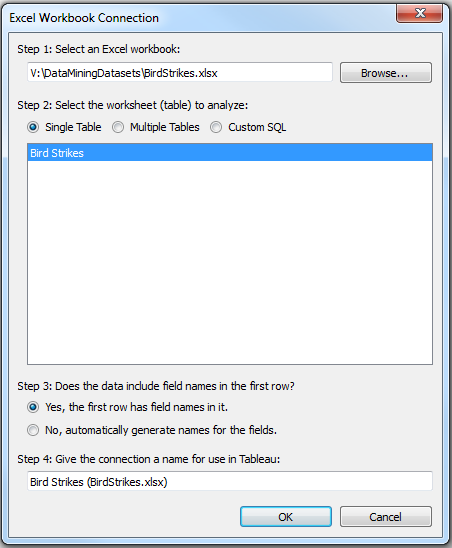 Excel Workbook Connection
Step 1: Select an Excel workbook:
V:\DataMiningDatasets\BirdStrikes.xlsx
Browse...
Step 2: Select the worksheet (table) to analyze:
Single Table
Multiple Tables
Custom SQL
Bird Strikes
Step 3: Does the data include field names in the first row?
Yes, the first row has field names in it.
No, automatically generate names for the fields.
Step 4: Give the connection a name for use in Tableau:
Bird Strikes (BirdStrikes.xlsx)
OK
Cancel